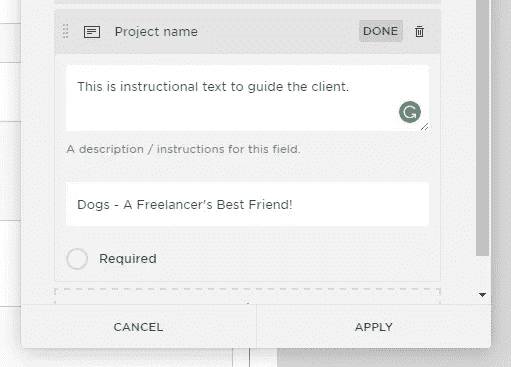 Project name
DONE
This is instructional text to guide the client.
A description / instructions for this field.
Dogs - A Freelancer's Best Friend!
Required
CANCEL
APPLY